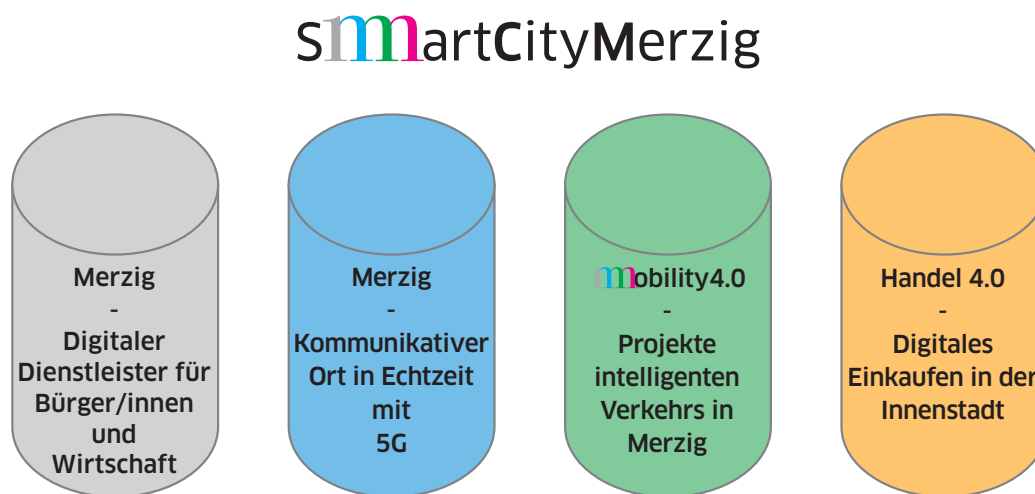 SmartCityMerzig
Merzig
-
Digitaler
Dienstleister für
Bürger/innen
und
Wirtschaft
Merzig
-
Kommunikativer
Ort in Echtzeit
mit
5G
mobility4.0
-
Projekte
intelligenten
Verkehrs in
Merzig
Handel 4.0
-
Digitales
Einkaufen in der
Innenstadt